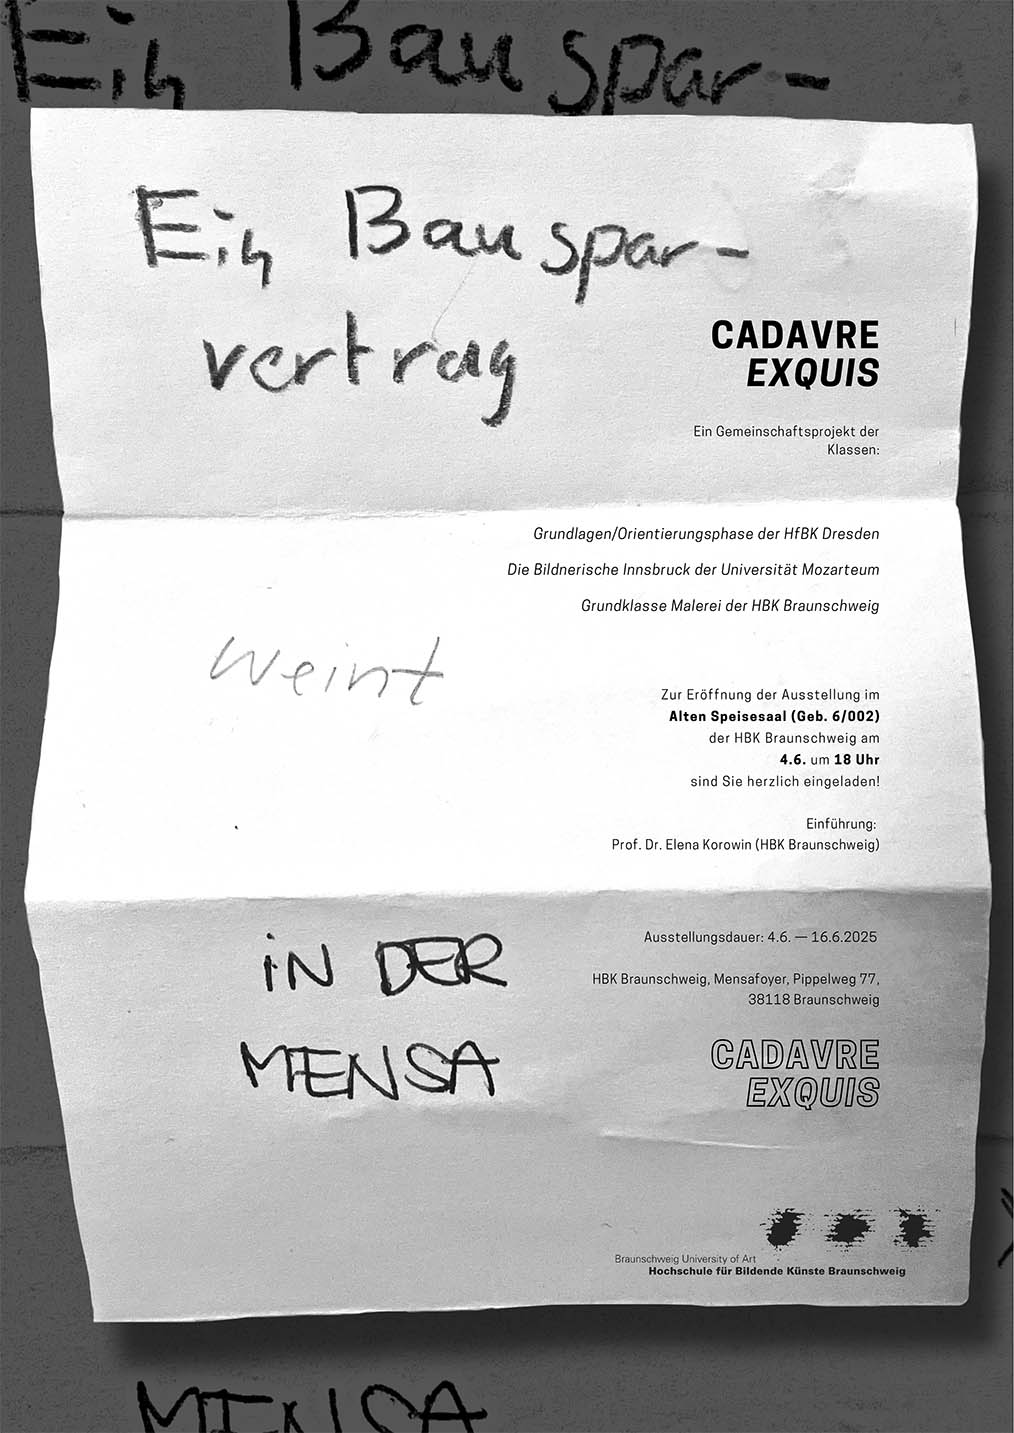 Ein Bauspar-
Ein Bauspar-
vertrag
CADAVRE
EXQUIS
Ein Gemeinschaftsprojekt der
Klassen:
Grundlagen/Orientierungsphase der HfBK Dresden
Die Bildnerische Innsbruck der Universität Mozarteum
Grundklasse Malerei der HBK Braunschweig
weint
Zur Eröffnung der Ausstellung im
Alten Speisesaal (Geb. 6/002)
der HBK Braunschweig am
4.6. um 18 Uhr
sind Sie herzlich eingeladen!
Einführung:
Prof. Dr. Elena Korowin (HBK Braunschweig)
iN DER
MENSA
Ausstellungsdauer: 4.6. — 16.6.2025
HBK Braunschweig, Mensafoyer, Pippelweg 77,
38118 Braunschweig
CADAVRE
EXQUIS
Braunschweig University of Art
Hochschule für Bildende Künste Braunschweig
MENSA